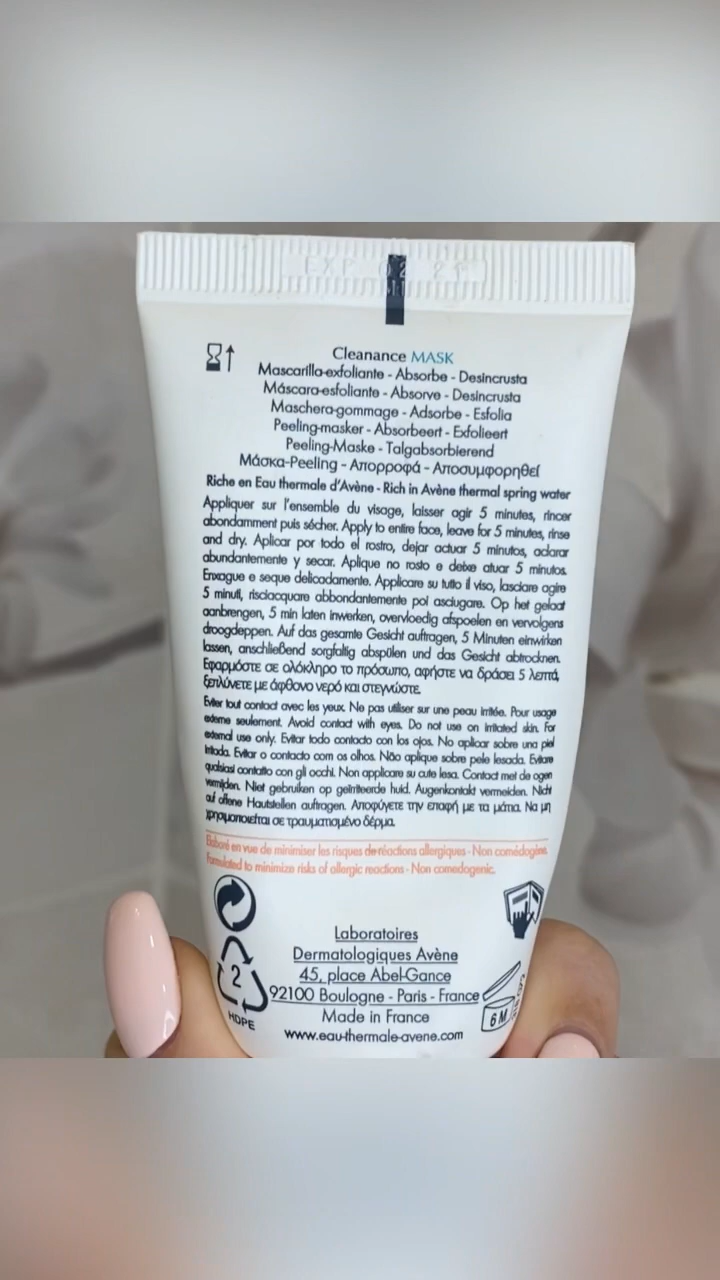 EXP 02 21
Cleanance MASK
Mascarilla-exfoliante - Absorbe - Desincrusta
Máscara-esfoliante - Absorve - Desincrusta
Maschera-gommage - Adsorbe - Esfolia
Peeling-masker - Absorbeert - Exfolieert
Peeling-Maske - Talgabsorbierend
Μάσκα-Peeling - Απορροφά - Αποσυμφορηθεί
Riche en Eau thermale d'Avène - Rich in Avène thermal spring water
Appliquer sur l'ensemble du visage, laisser agir 5 minutes, rincer
abondamment puis sécher. Apply to entire face, leave for 5 minutes, rinse
and dry. Aplicar por todo el rostro, dejar actuar 5 minutos, aclarar
abundantemente y secar. Aplique no rosto e deixe atuar 5 minutos.
Enxague e seque delicadamente. Applicare su tutto il viso, lasciare agire
5 minuti, risciacquare abbondantemente poi asciugare. Op het gelaat
aanbrengen, 5 min laten inwerken, overvloedig afspoelen en vervolgens
droogdeppen. Auf das gesamte Gesicht auftragen, 5 Minuten einwirken
lassen, anschließend sorgfältig abspülen und das Gesicht abtrocknen.
Εφαρμόστε σε ολόκληρο το πρόσωπο, αφήστε να δράσει 5 λεπτά,
ξεπλύνετε με άφθονο νερό και στεγνώστε.
Eviter tout contact avec les yeux. Ne pas utiliser sur une peau irritée. Pour usage
externe seulement. Avoid contact with eyes. Do not use on irritated skin. For
external use only. Evitar todo contacto con los ojos. No aplicar sobre una piel
irritada. Evitar o contacto com os olhos. Não aplique sobre pele lesada. Evitare
qualsiasi contatto con gli occhi. Non applicare su cute lesa. Contact met de ogen
vermijden. Niet gebruiken op geïrriteerde huid. Augenkontakt vermeiden. Nicht
auf offene Hautstellen auftragen. Αποφύγετε την επαφή με τα μάτια. Να μη
χρησιμοποιείται σε τραυματισμένο δέρμα.
Elaboré en vue de minimiser les risques de réactions allergiques - Non comédogène.
Formulated to minimize risks of allergic reactions - Non comedogenic.
Laboratoires
Dermatologiques Avène
45, place Abel-Gance
92100 Boulogne - Paris - France
Made in France
www.eau-thermale-avene.com
2
HDPE
6 M